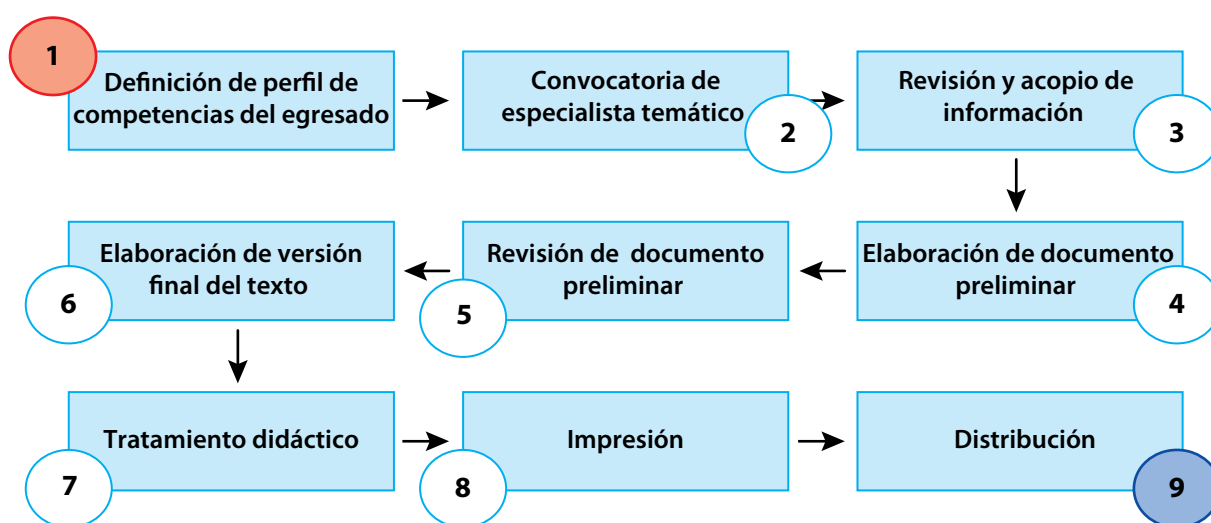 1
Definición de perfil de
competencias del egresado
Convocatoria de
especialista temático
2
Revisión y acopio de
información
3
Elaboración de documento
preliminar
4
Revisión de documento
preliminar
5
Elaboración de versión
final del texto
6
Tratamiento didáctico
7
Impresión
8
Distribución
9